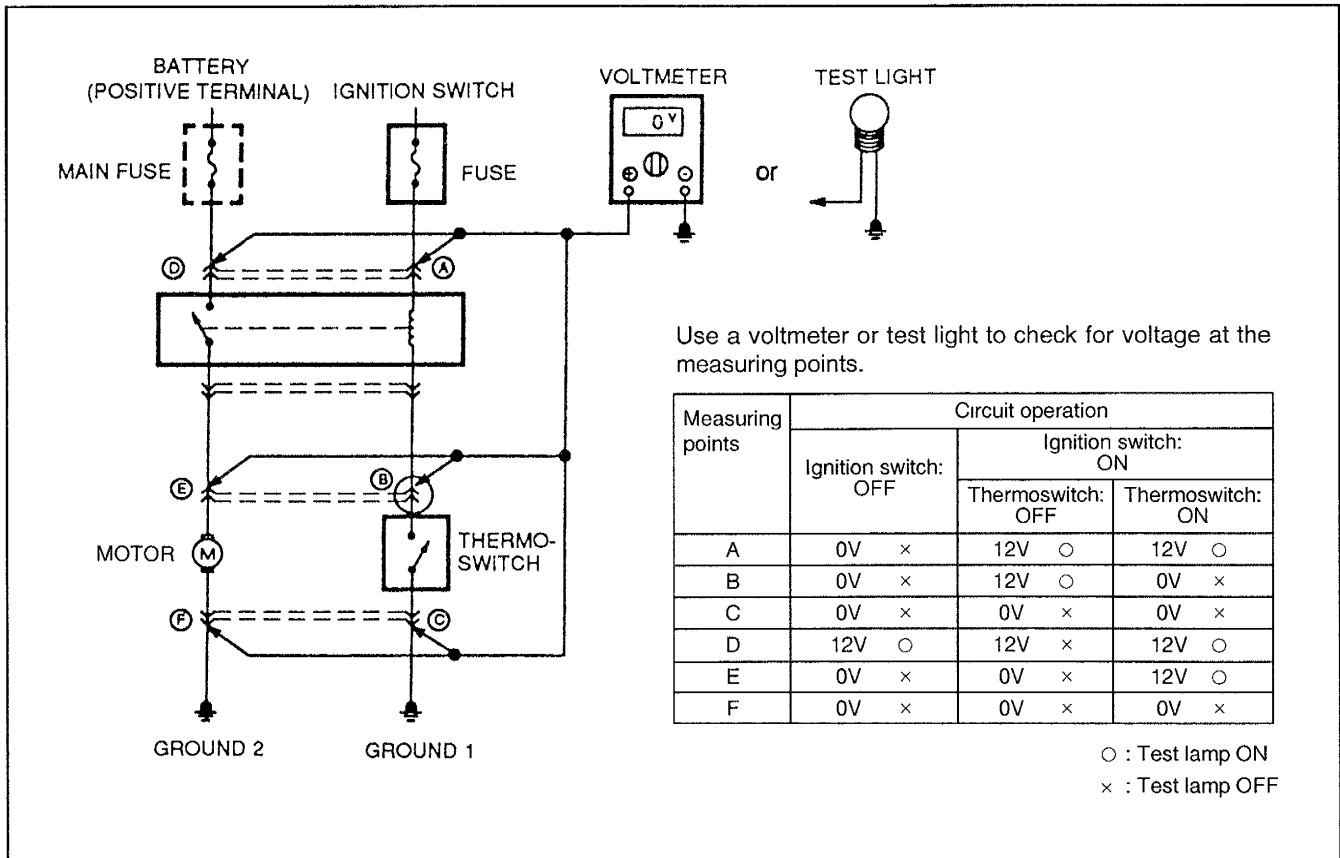 BATTERY
(POSITIVE TERMINAL)
IGNITION SWITCH
VOLTMETER
TEST LIGHT
0 V
MAIN FUSE
FUSE
⊕
⊖
or
Ⓓ
Ⓐ
Use a voltmeter or test light to check for voltage at the
measuring points.
Ⓔ
Ⓑ
MOTOR
M
THERMO-
SWITCH
Ⓕ
Ⓒ
GROUND 2
GROUND 1
Measuring
points
Circuit operation
Ignition switch:
OFF
Ignition switch:
ON
Thermoswitch:
OFF
Thermoswitch:
ON
A 0V × 12V ○ 12V ○
B 0V × 12V ○ 0V ×
C 0V × 0V × 0V ×
D 12V ○ 12V × 12V ○
E 0V × 0V × 12V ○
F 0V × 0V × 0V ×
○ : Test lamp ON
× : Test lamp OFF